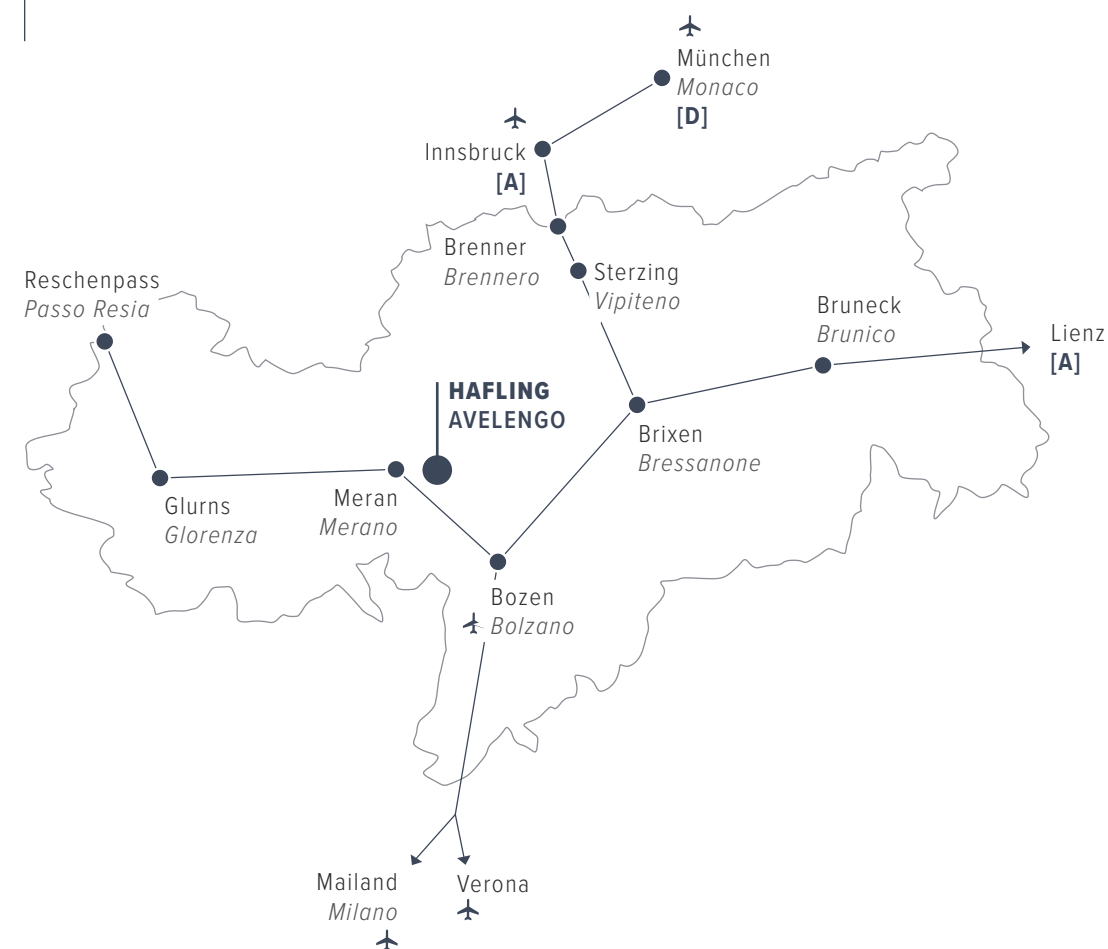 München
Monaco
[D]
Innsbruck
[A]
Brenner
Brennero
Sterzing
Vipiteno
Reschenpass
Passo Resia
Bruneck
Brunico
Lienz
[A]
HAFLING
AVELENGO
Brixen
Bressanone
Glurns
Glorenza
Meran
Merano
Bozen
Bolzano
Mailand
Milano
Verona